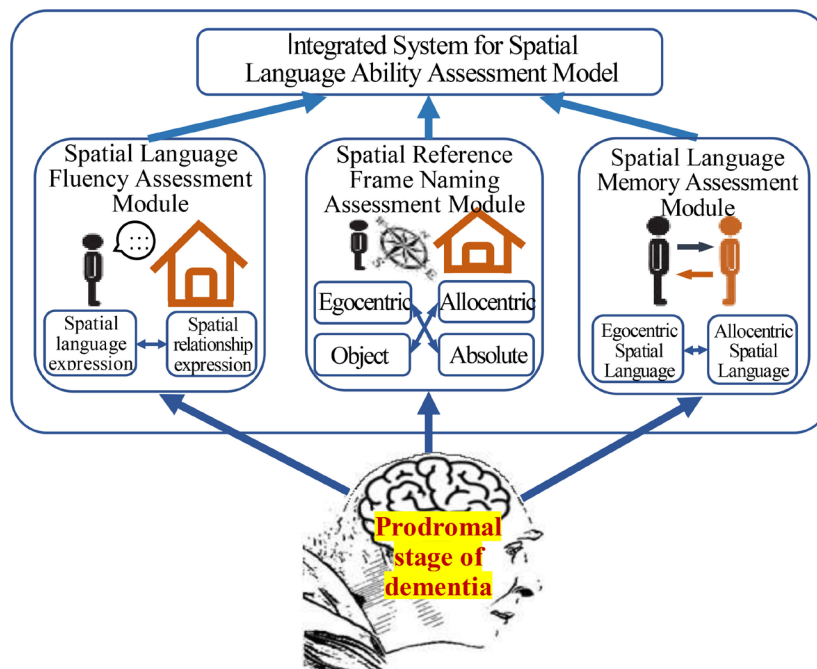 Integrated System for Spatial
Language Ability Assessment Model
Spatial Language
Fluency Assessment
Module
Spatial language expression
Spatial relationship expression
Spatial Reference
Frame Naming
Assessment Module
N
E
S
Egocentric
Allocentric
Object
Absolute
Spatial Language
Memory Assessment
Module
Egocentric
Spatial
Language
Allocentric
Spatial
Language
Prodromal
stage of
dementia